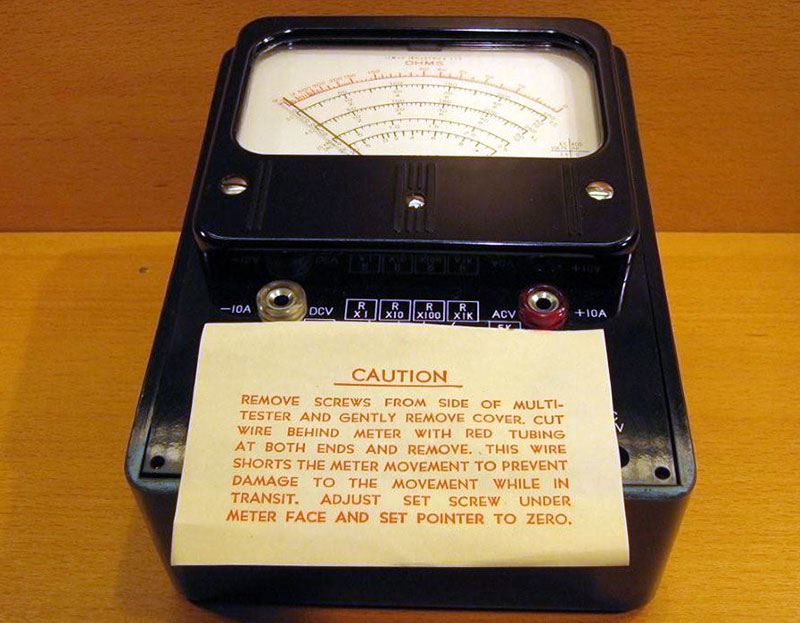 OHMS
-10A DCV R X1 R X10 R X100 R X1K ACV +10A
5K
CAUTION
REMOVE SCREWS FROM SIDE OF MULTI-
TESTER AND GENTLY REMOVE COVER. CUT
WIRE BEHIND METER WITH RED TUBING
AT BOTH ENDS AND REMOVE. THIS WIRE
SHORTS THE METER MOVEMENT TO PREVENT
DAMAGE TO THE MOVEMENT WHILE IN
TRANSIT. ADJUST SET SCREW UNDER
METER FACE AND SET POINTER TO ZERO.